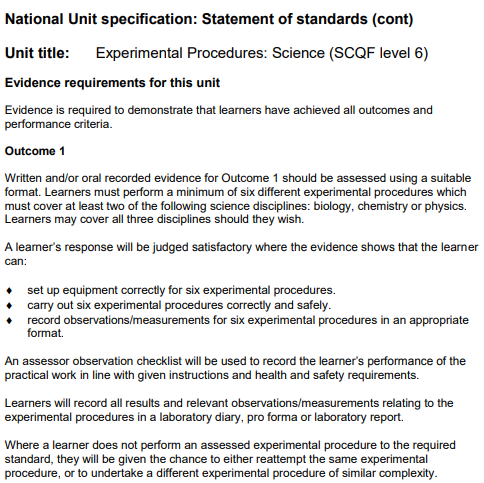 National Unit specification: Statement of standards (cont)
Unit title: Experimental Procedures: Science (SCQF level 6)
Evidence requirements for this unit
Evidence is required to demonstrate that learners have achieved all outcomes and
performance criteria.
Outcome 1
Written and/or oral recorded evidence for Outcome 1 should be assessed using a suitable
format. Learners must perform a minimum of six different experimental procedures which
must cover at least two of the following science disciplines: biology, chemistry or physics.
Learners may cover all three disciplines should they wish.
A learner's response will be judged satisfactory where the evidence shows that the learner
can:
♦ set up equipment correctly for six experimental procedures.
♦ carry out six experimental procedures correctly and safely.
♦ record observations/measurements for six experimental procedures in an appropriate
format.
An assessor observation checklist will be used to record the learner's performance of the
practical work in line with given instructions and health and safety requirements.
Learners will record all results and relevant observations/measurements relating to the
experimental procedures in a laboratory diary, pro forma or laboratory report.
Where a learner does not perform an assessed experimental procedure to the required
standard, they will be given the chance to either reattempt the same experimental
procedure, or to undertake a different experimental procedure of similar complexity.